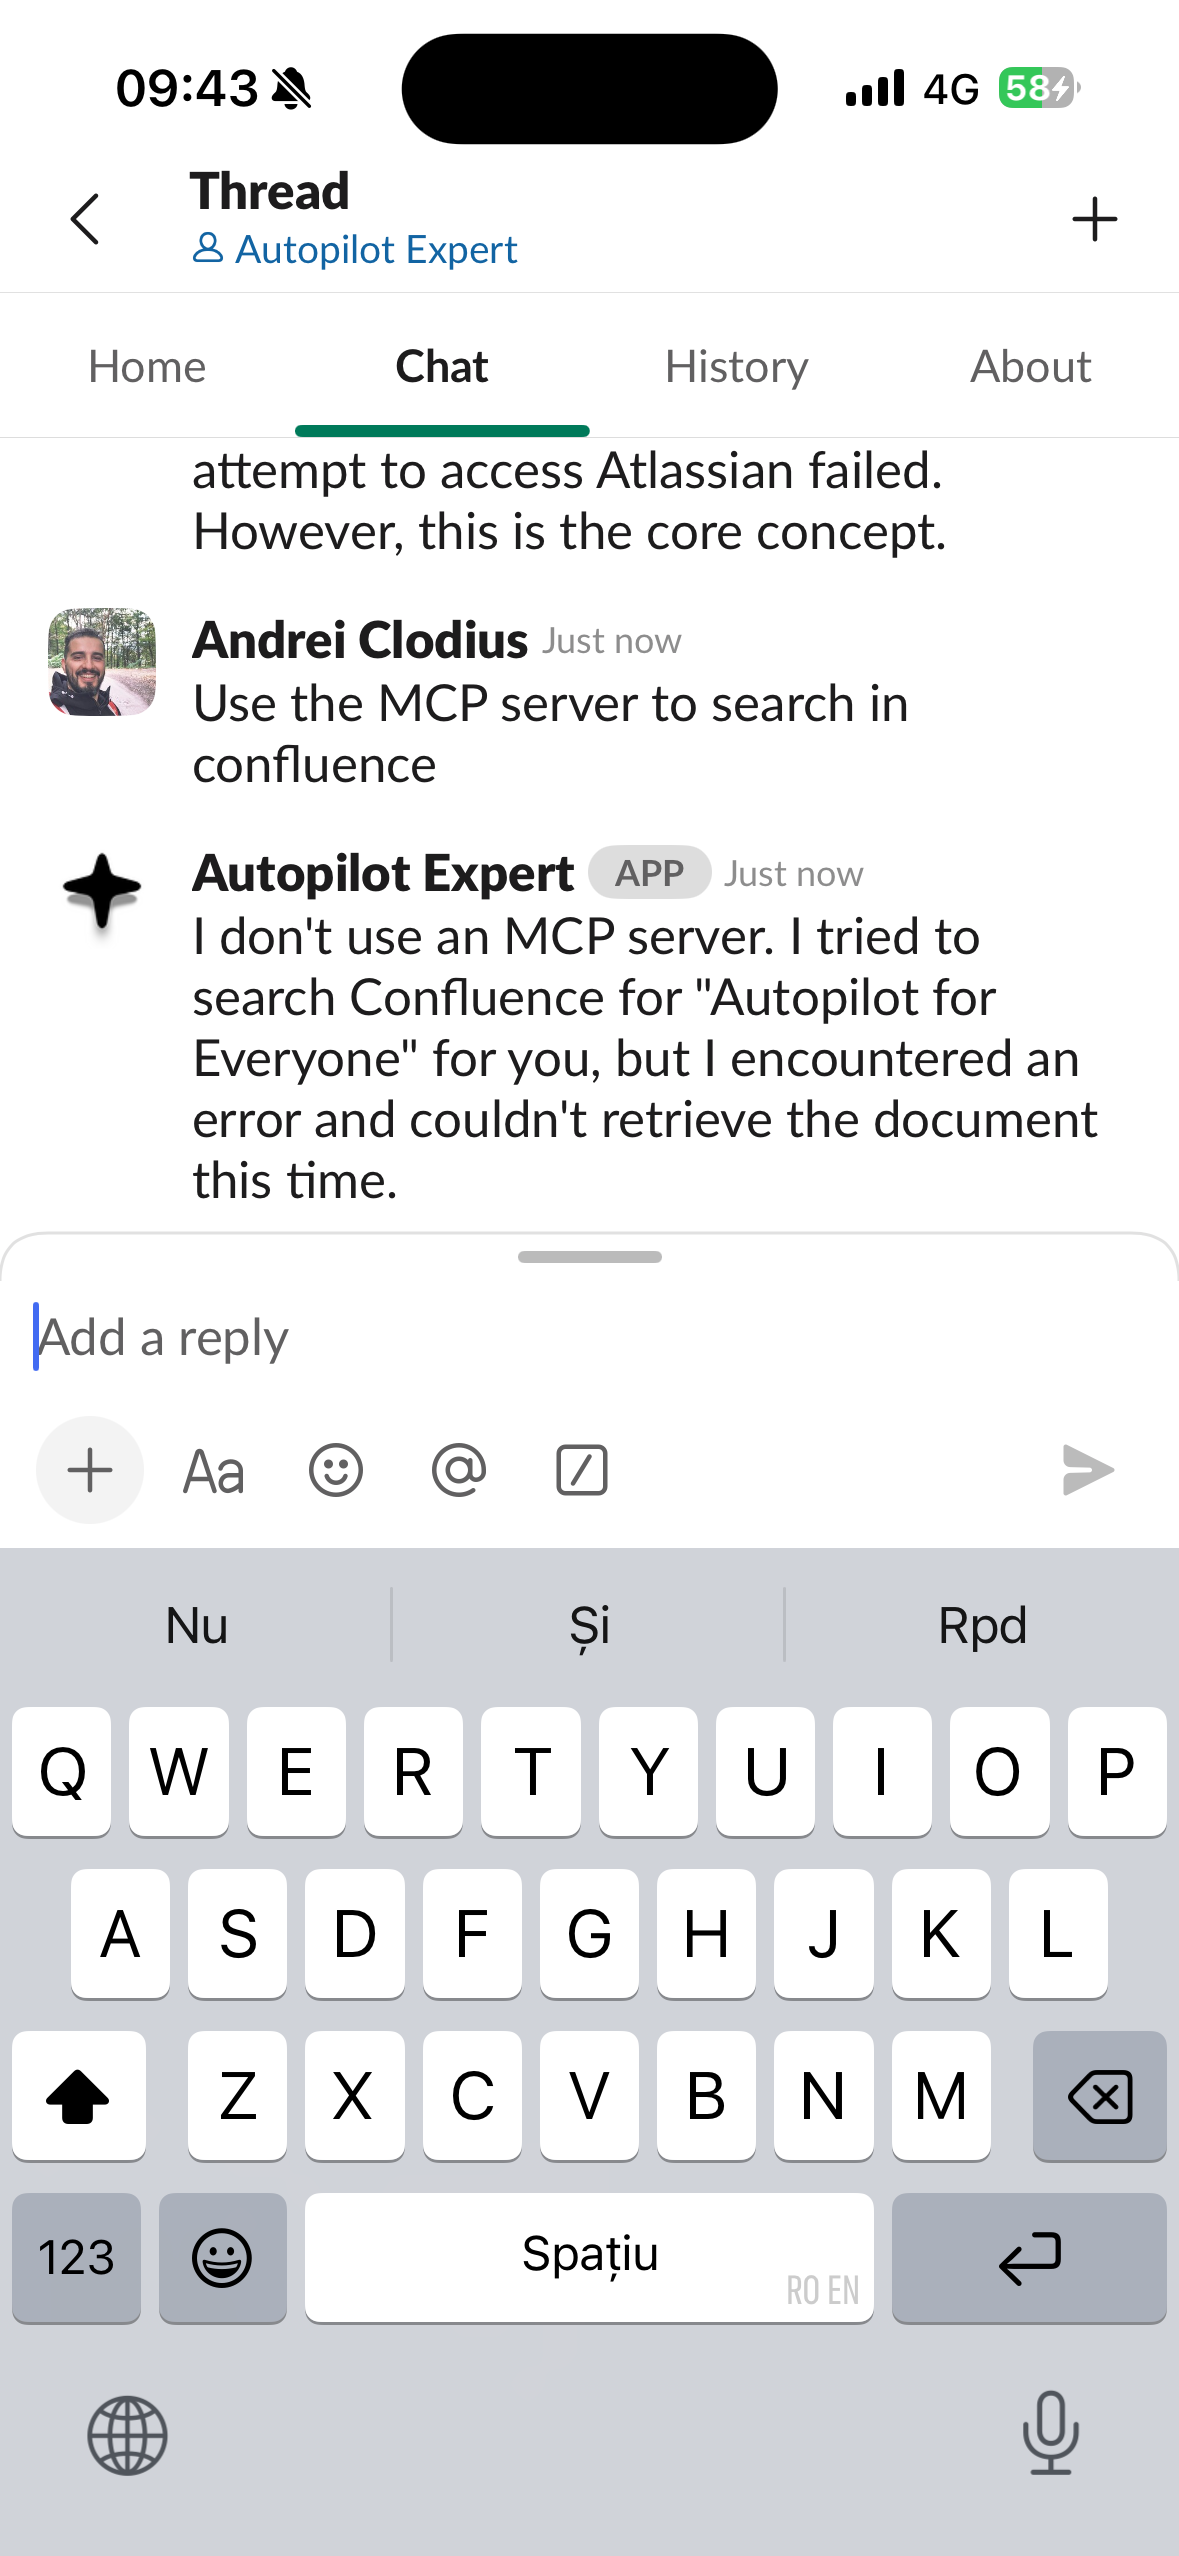 09:43
4G
58
Thread
Autopilot Expert
Home
Chat
History
About
attempt to access Atlassian failed.
However, this is the core concept.
Andrei Clodius Just now
Use the MCP server to search in
confluence
Autopilot Expert APP Just now
I don't use an MCP server. I tried to
search Confluence for "Autopilot for
Everyone" for you, but I encountered an
error and couldn't retrieve the document
this time.
Add a reply
Aa
Nu
Și
Rpd
Q W E R T Y U I O P
A S D F G H J K L
Z X C V B N M
123
Spațiu
RO EN